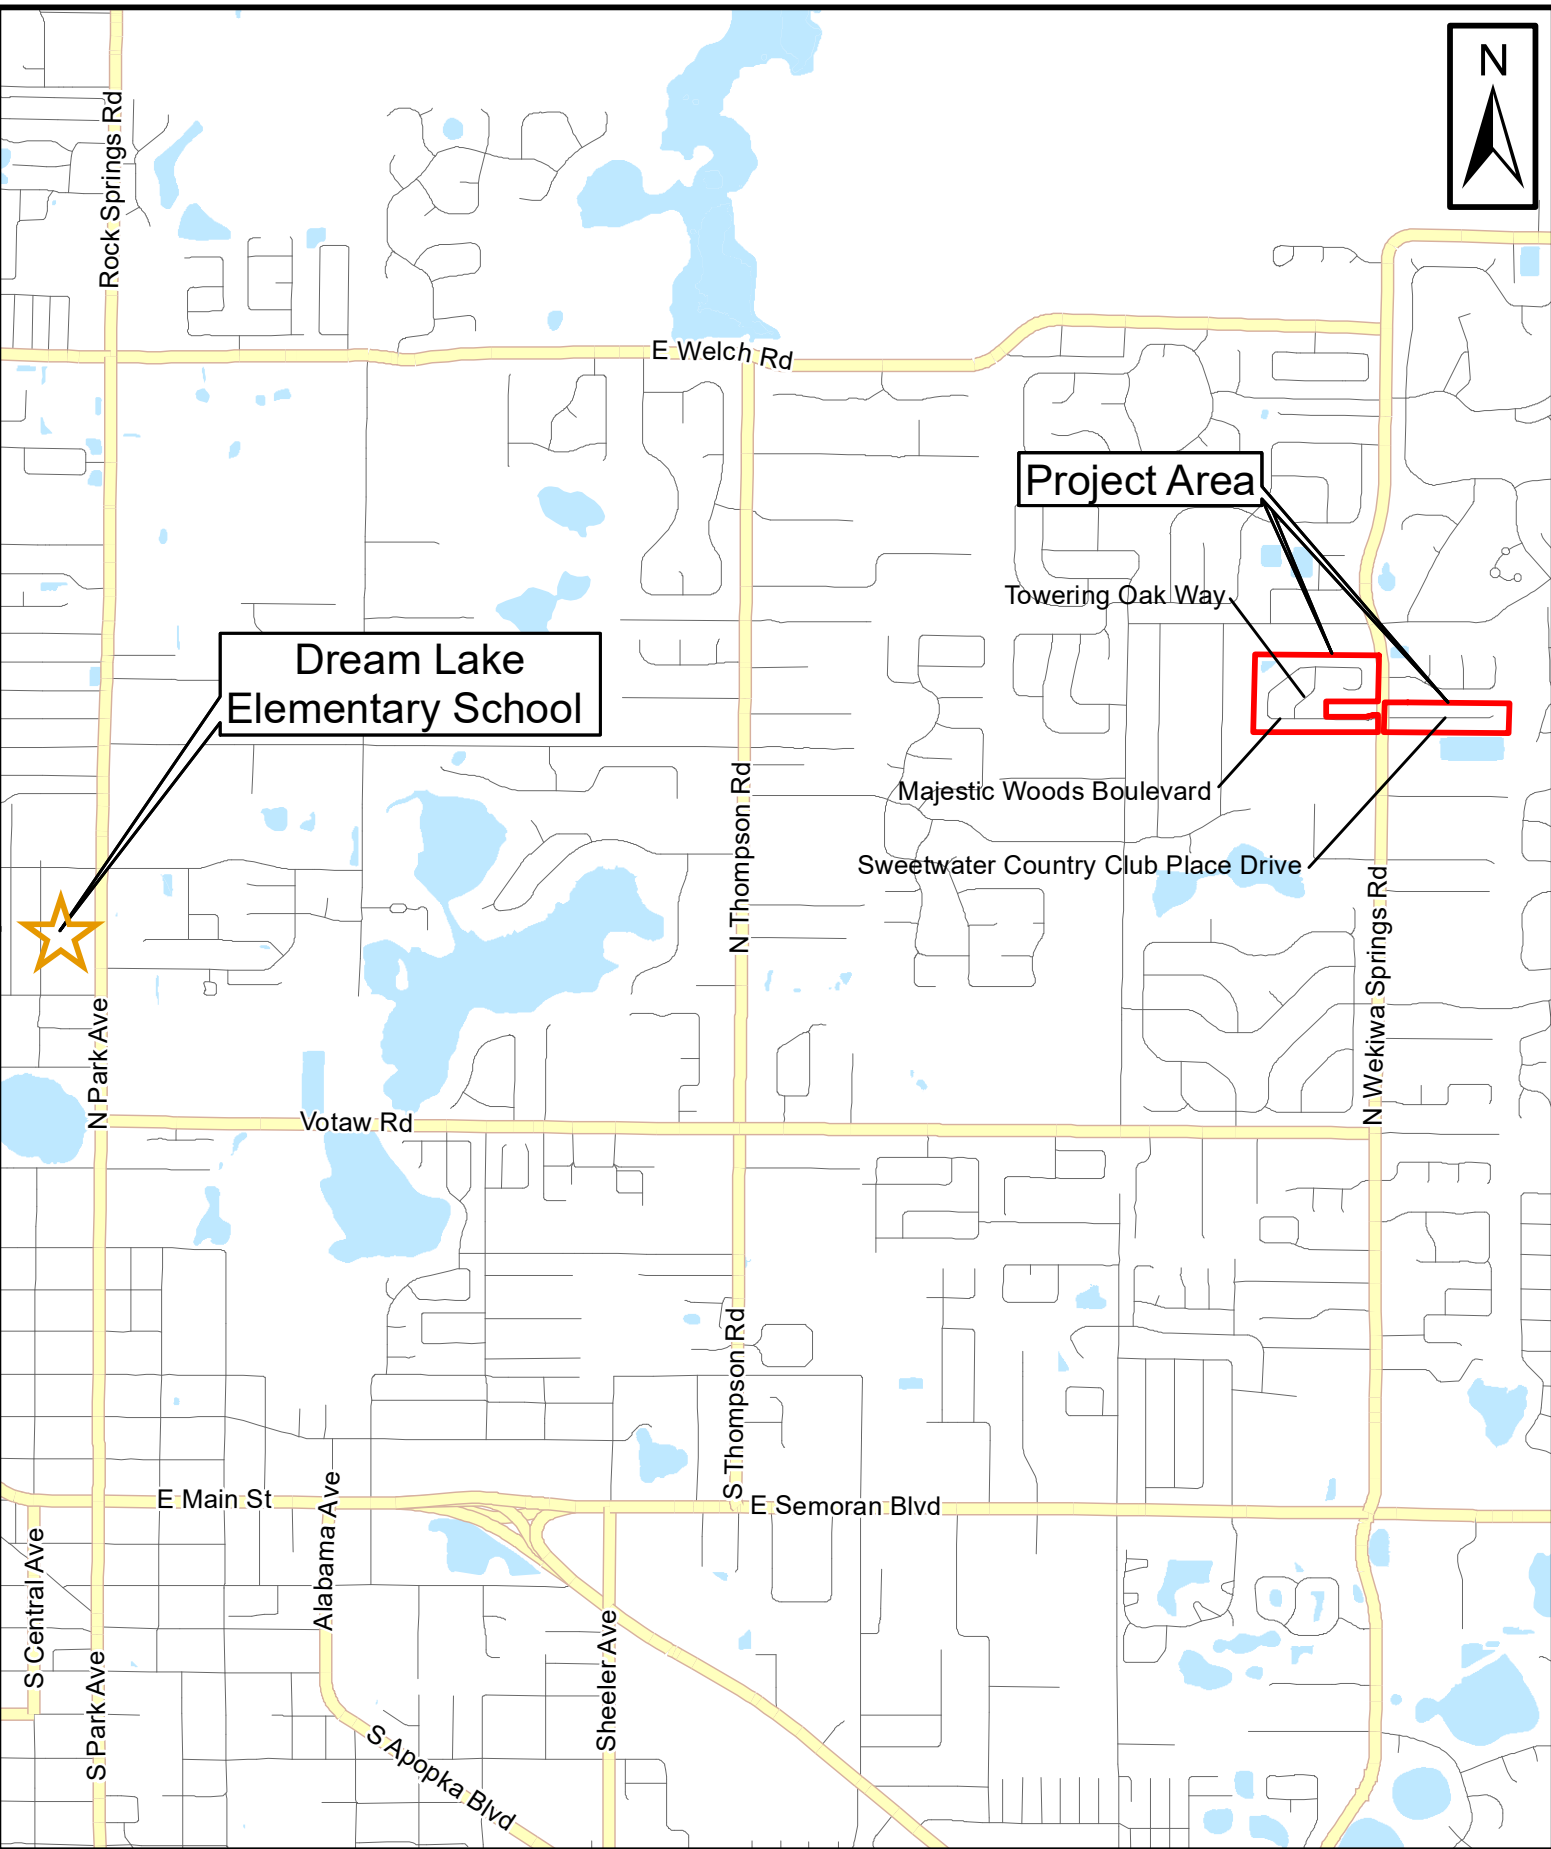 N
Rock Springs Rd
E Welch Rd
Project Area
Towering Oak Way
Dream Lake
Elementary School
Majestic Woods Boulevard
N Thompson Rd
Sweetwater Country Club Place Drive
N Wekiwa Springs Rd
N Park Ave
Votaw Rd
S Thompson Rd
E Main St
Alabama Ave
E Semoran Blvd
S Central Ave
Sheeler Ave
S Park Ave
S Apopka Blvd